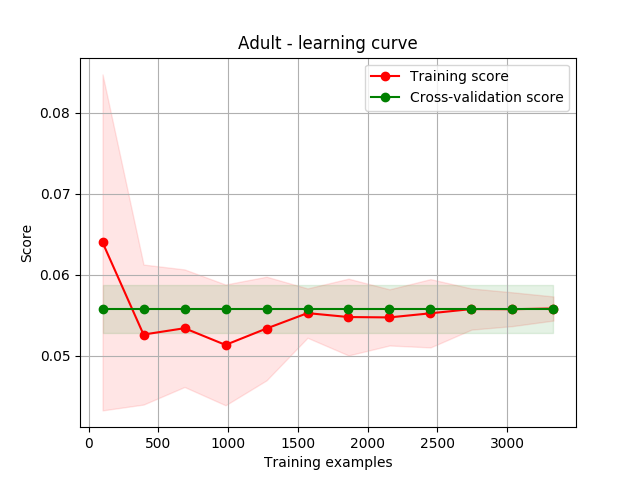 Adult - learning curve
Training score
Cross-validation score
0.08
0.07
0.06
0.05
Score
0
500
1000
1500
2000
2500
3000
Training examples